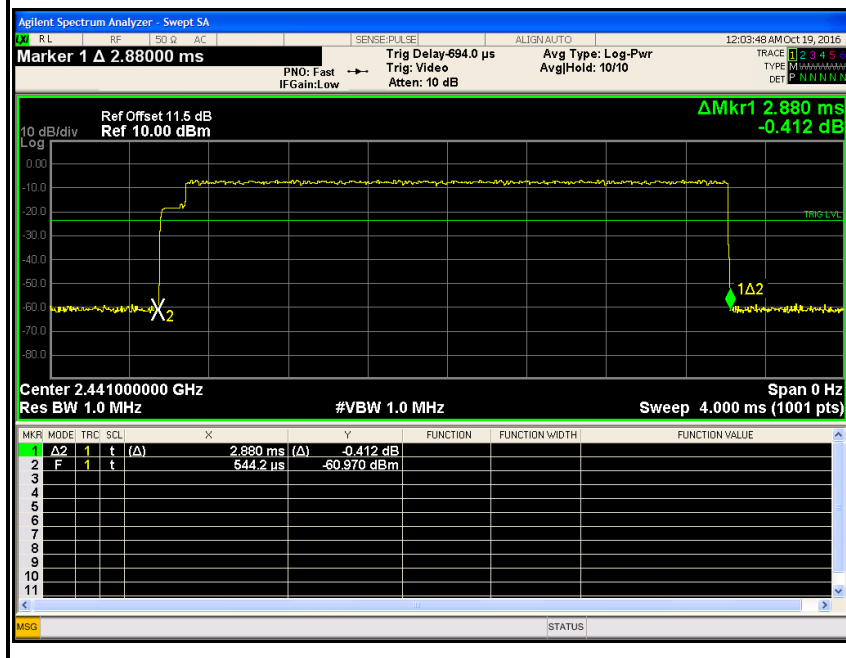 Agilent Spectrum Analyzer - Swept SA
RL RF 50 Ω AC SENSE:PULSE ALIGN AUTO 12:03:48 AM Oct 19, 2016
Marker 1 Δ 2.88000 ms
PNO: Fast
IFGain:Low
Trig Delay-694.0 µs
Trig: Video
Atten: 10 dB
Avg Type: Log-Pwr
Avg|Hold: 10/10
TRACE 1 2 3 4 5 6
TYPE M
DET P N N N N N
ΔMkr1 2.880 ms
-0.412 dB
Ref Offset 11.5 dB
10 dB/div Ref 10.00 dBm
Log
0.00
-10.0
-20.0
TRIG LVL
-30.0
-40.0
-50.0
1Δ2
-60.0
2
-70.0
-80.0
Center 2.441000000 GHz Span 0 Hz
Res BW 1.0 MHz #VBW 1.0 MHz Sweep 4.000 ms (1001 pts)
MKR MODE TRC SCL X Y FUNCTION FUNCTION WIDTH FUNCTION VALUE
1 Δ2 1 t (Δ) 2.880 ms (Δ) -0.412 dB
2 F 1 t 544.2 µs -60.970 dBm
3
4
5
6
7
8
9
10
11
MSG STATUS